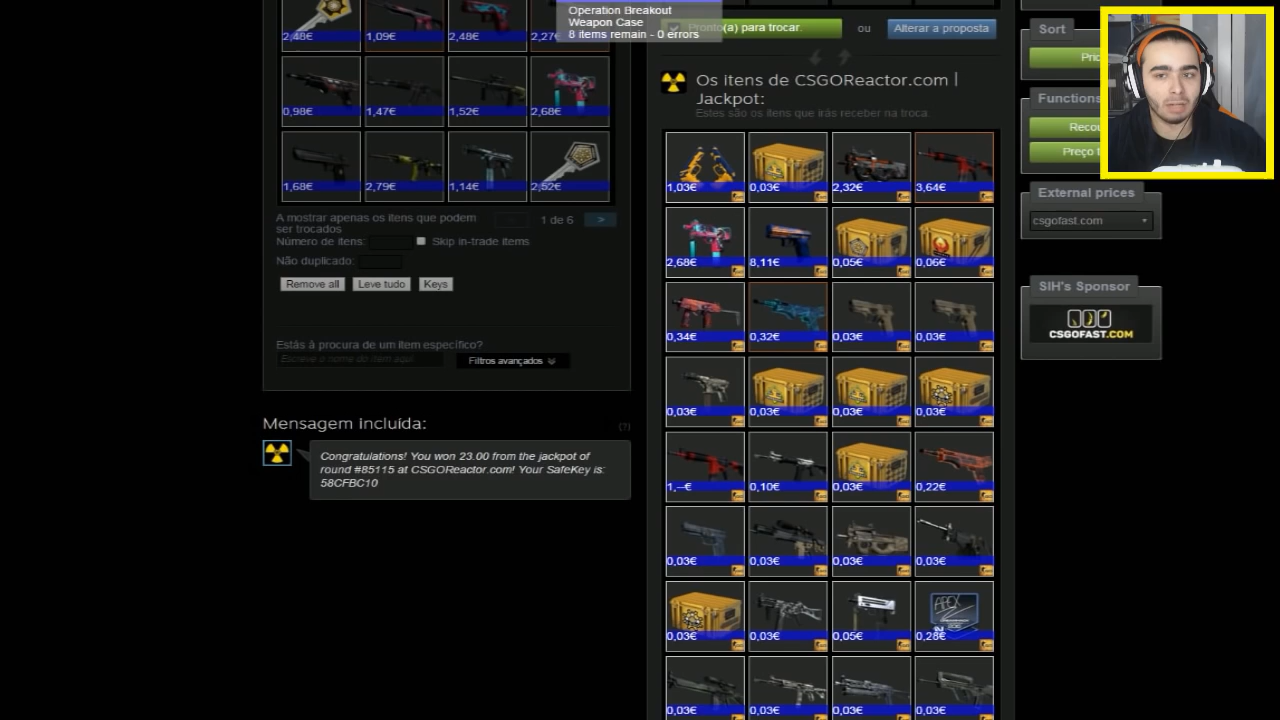 Operation Breakout
Weapon Case
8 items remain - 0 errors
2,48€ 1,09€ 2,48€ 2,27€
0,98€ 1,47€ 1,52€ 2,68€
1,68€ 2,79€ 1,14€ 2,52€
A mostrar apenas os itens que podem
ser trocados
1 de 6 >
Número de itens: Skip in-trade items
Não duplicado:
Remove all Leve tudo Keys
Estás à procura de um item específico?
Escreve o nome do item aqui
Filtros avançados
Mensagem incluída: (?)
Congratulations! You won 23.00 from the jackpot of
round #85115 at CSGOReactor.com! Your SafeKey is:
58CFBC10
Pronto(a) para trocar. ou Alterar a proposta
Os itens de CSGOReactor.com |
Jackpot:
Estes são os itens que irás receber na troca.
1,03€ 0,03€ 2,32€ 3,64€
2,68€ 8,11€ 0,05€ 0,06€
0,34€ 0,32€ 0,03€ 0,03€
0,03€ 0,03€ 0,03€ 0,03€
1,--€ 0,10€ 0,03€ 0,22€
0,03€ 0,03€ 0,03€ 0,03€
0,03€ 0,03€ 0,05€ 0,28€
0,03€ 0,03€ 0,03€ 0,03€
Sort
Functions
External prices
csgofast.com
SIH's Sponsor
CSGOFAST.COM